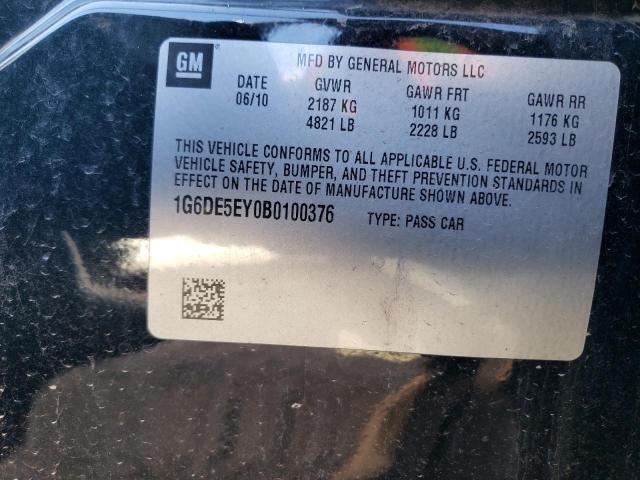 GM
MFD BY GENERAL MOTORS LLC
DATE GVWR GAWR FRT GAWR RR
06/10 2187 KG 1011 KG 1176 KG
4821 LB 2228 LB 2593 LB
THIS VEHICLE CONFORMS TO ALL APPLICABLE U.S. FEDERAL MOTOR
VEHICLE SAFETY, BUMPER, AND THEFT PREVENTION STANDARDS IN
EFFECT ON THE DATE OF MANUFACTURE SHOWN ABOVE.
1G6DE5EY0B0100376 TYPE: PASS CAR